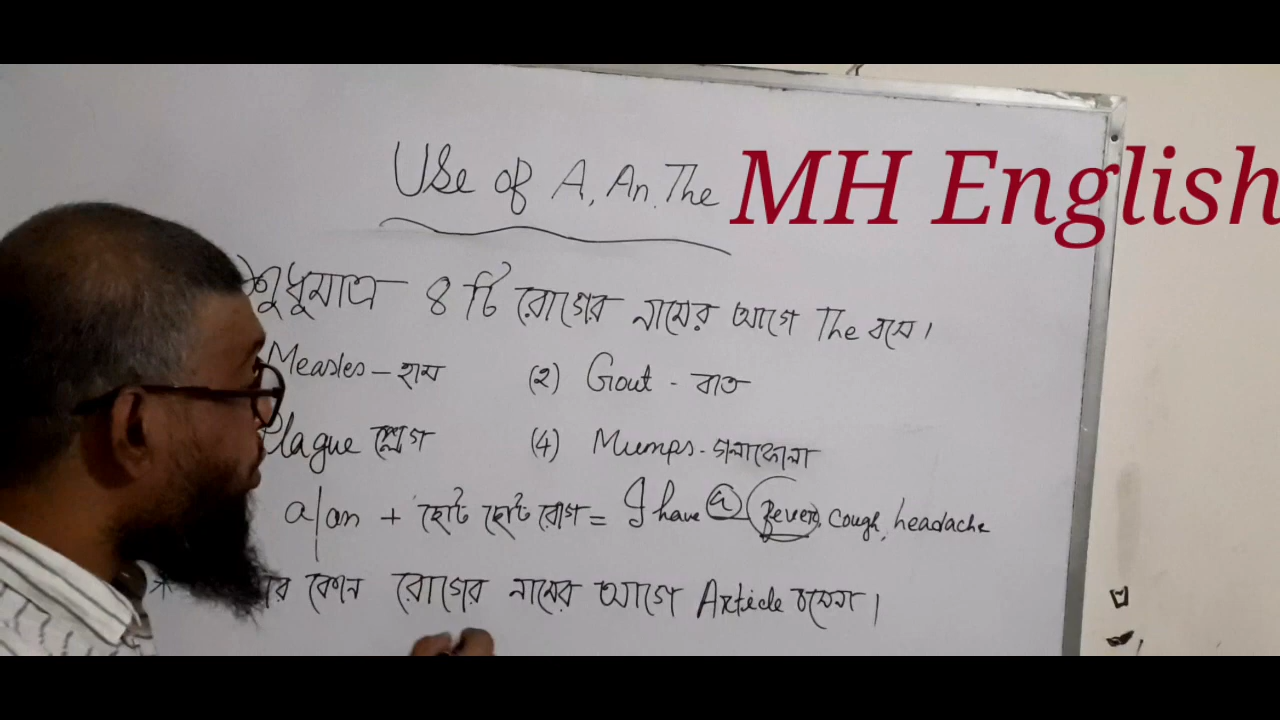 Use of A, An. The
MH English
শুধুমাত্র ৪ টি রোগের নামের আগে The বসে।
Measles - হাম (২) Gout - বাত
Plague প্লেগ (4) Mumps - গলাফোলা
a/an + ছোট ছোট রোগ = I have a fever, cough, headache
কোন রোগের নামের আগে Article বসেনা।